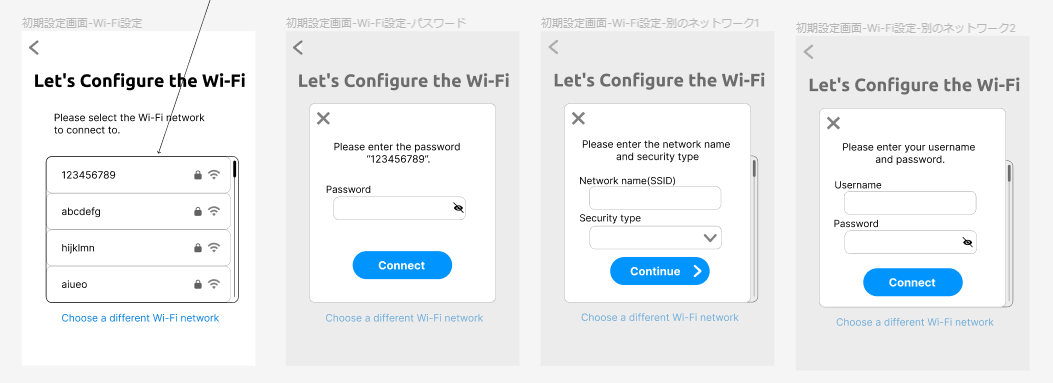 初期設定画面-Wi-Fi設定
Let's Configure the Wi-Fi
Please select the Wi-Fi network
to connect to.
123456789
abcdefg
hijklmn
aiueo
Choose a different Wi-Fi network
初期設定画面-Wi-Fi設定-パスワード
Let's Configure the Wi-Fi
Please enter the password
"123456789".
Password
Connect
Choose a different Wi-Fi network
初期設定画面-Wi-Fi設定-別のネットワーク1
Let's Configure the Wi-Fi
Please enter the network name
and security type
Network name(SSID)
Security type
Continue
Choose a different Wi-Fi network
初期設定画面-Wi-Fi設定-別のネットワーク2
Let's Configure the Wi-Fi
Please enter your username
and password.
Username
Password
Connect
Choose a different Wi-Fi network